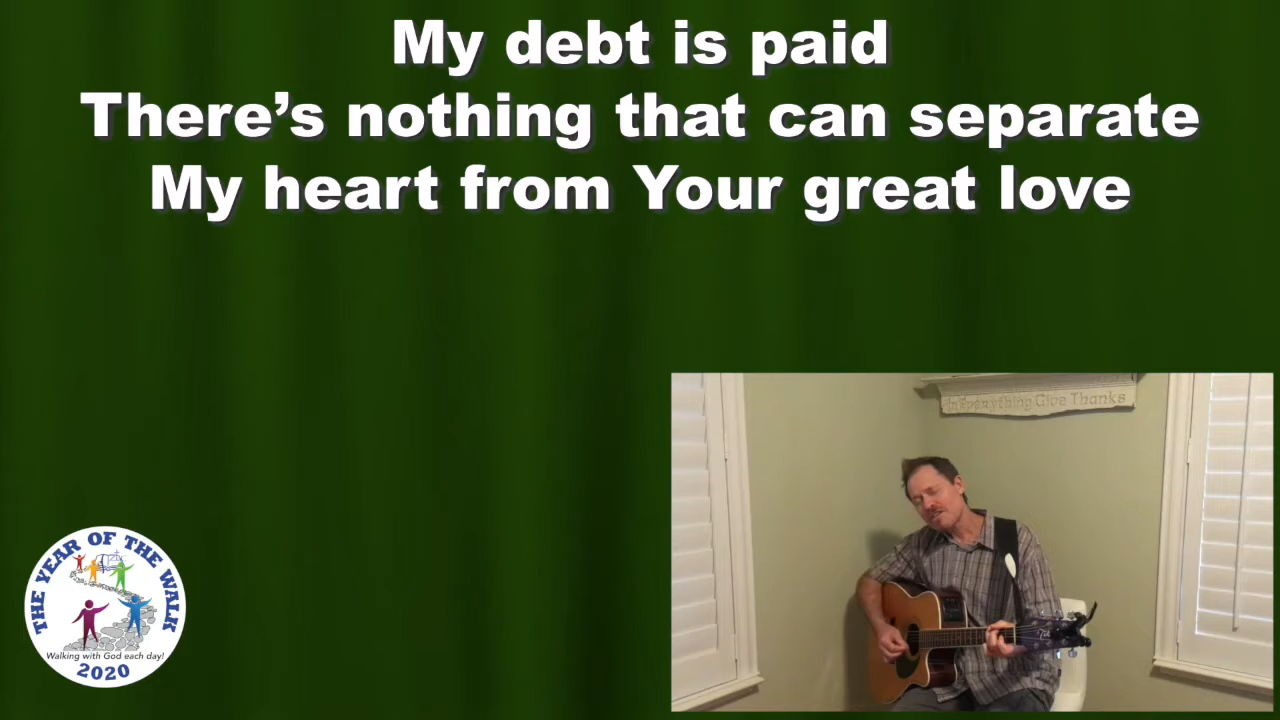 My debt is paid
There’s nothing that can separate
My heart from Your great love
In Everything Give Thanks
THE YEAR OF THE WALK
Walking with God each day!
2020